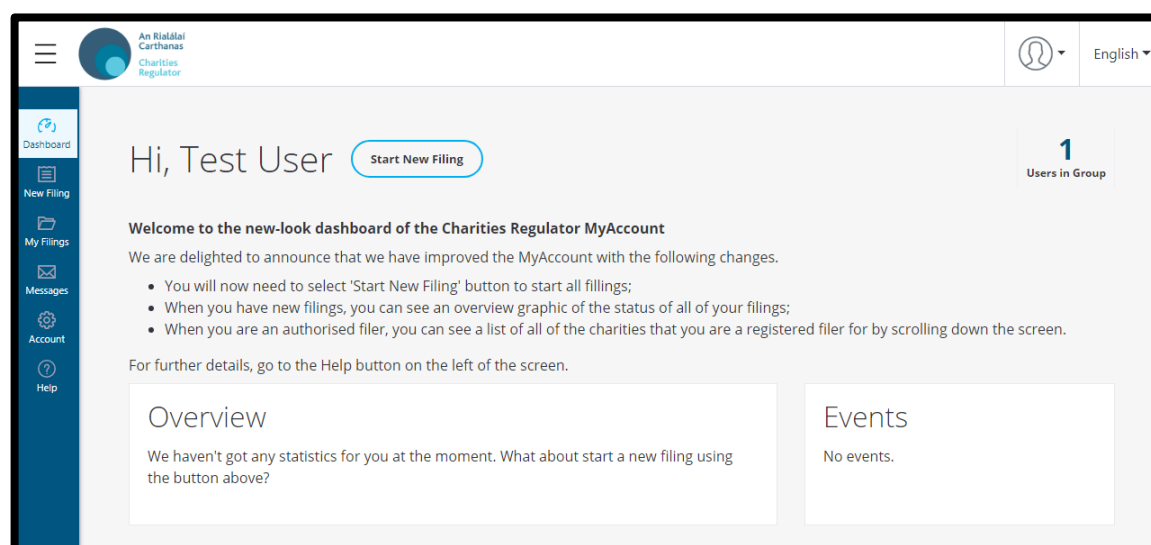 An Rialálaí
Carthanas
Charities
Regulator
English
Dashboard
New Filing
My Filings
Messages
Account
Help
Hi, Test User
Start New Filing
1
Users in Group
Welcome to the new-look dashboard of the Charities Regulator MyAccount
We are delighted to announce that we have improved the MyAccount with the following changes.
• You will now need to select 'Start New Filing' button to start all fillings;
• When you have new filings, you can see an overview graphic of the status of all of your filings;
• When you are an authorised filer, you can see a list of all of the charities that you are a registered filer for by scrolling down the screen.
For further details, go to the Help button on the left of the screen.
Overview
We haven't got any statistics for you at the moment. What about start a new filing using
the button above?
Events
No events.